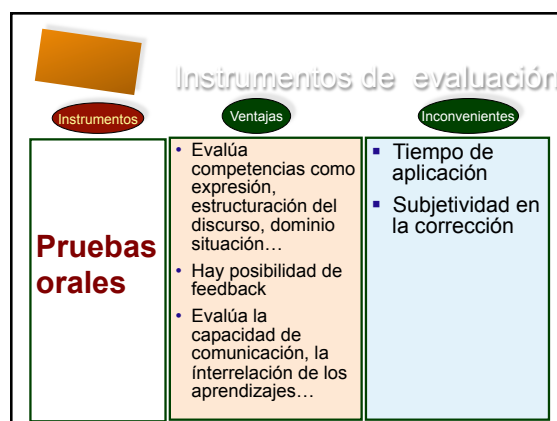 Instrumentos de evaluación
Instrumentos
Ventajas
Inconvenientes
Pruebas
orales
• Evalúa
competencias como
expresión,
estructuración del
discurso, dominio
situación…
• Hay posibilidad de
feedback
• Evalúa la
capacidad de
comunicación, la
ínterrelación de los
aprendizajes…
▪ Tiempo de
aplicación
▪ Subjetividad en
la corrección